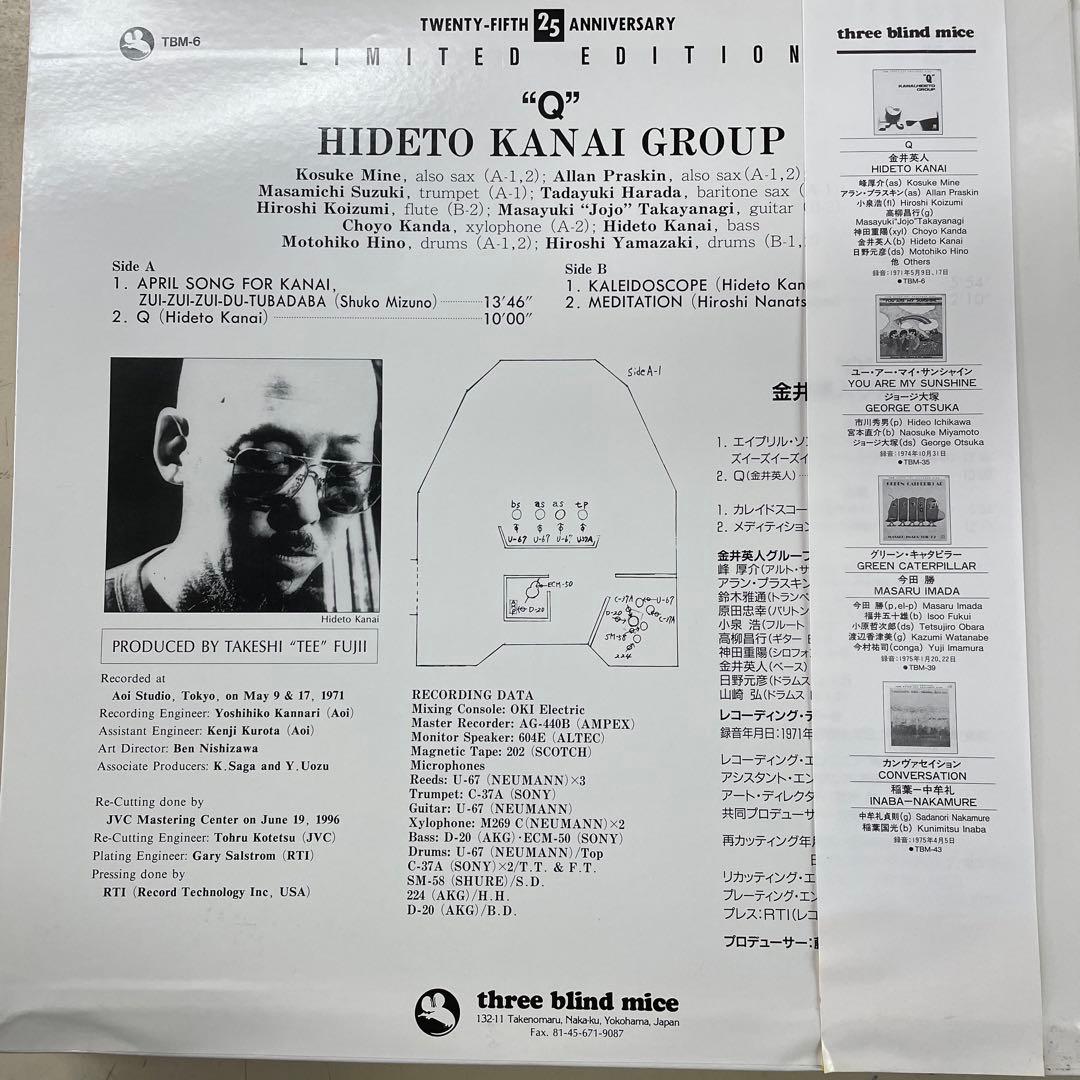 TBM-6
TWENTY-FIFTH 25 ANNIVERSARY
LIMITED EDITION
"Q"
HIDETO KANAI GROUP
Kosuke Mine, also sax (A-1,2); Allan Praskin, also sax (A-1,2)
Masamichi Suzuki, trumpet (A-1); Tadayuki Harada, baritone sax (
Hiroshi Koizumi, flute (B-2); Masayuki "Jojo" Takayanagi, guitar (
Choyo Kanda, xylophone (A-2); Hideto Kanai, bass
Motohiko Hino, drums (A-1,2); Hiroshi Yamazaki, drums (B-1,
Side A
1. APRIL SONG FOR KANAI,
ZUI-ZUI-ZUI-DU-TUBADABA (Shuko Mizuno) 13'46"
2. Q (Hideto Kanai) 10'00"
Side B
1. KALEIDOSCOPE (Hideto Kan
2. MEDITATION (Hiroshi Nanats
Hideto Kanai
PRODUCED BY TAKESHI "TEE" FUJII
Recorded at
Aoi Studio, Tokyo, on May 9 & 17, 1971
Recording Engineer: Yoshihiko Kannari (Aoi)
Assistant Engineer: Kenji Kurota (Aoi)
Art Director: Ben Nishizawa
Associate Producers: K. Saga and Y. Uozu
Re-Cutting done by
JVC Mastering Center on June 19, 1996
Re-Cutting Engineer: Tohru Kotetsu (JVC)
Plating Engineer: Gary Salstrom (RTI)
Pressing done by
RTI (Record Technology Inc, USA)
Side A-1
bs as as tp
U-67 U-67 U-67
ECM-50
D-20
C-37A U-67
D-20 C-37A
SM-58
224
RECORDING DATA
Mixing Console: OKI Electric
Master Recorder: AG-440B (AMPEX)
Monitor Speaker: 604E (ALTEC)
Magnetic Tape: 202 (SCOTCH)
Microphones
Reeds: U-67 (NEUMANN)×3
Trumpet: C-37A (SONY)
Guitar: U-67 (NEUMANN)
Xylophone: M269 C(NEUMANN)×2
Bass: D-20 (AKG)·ECM-50 (SONY)
Drums: U-67 (NEUMANN)/Top
C-37A (SONY)×2/T.T. & F.T.
SM-58 (SHURE)/S.D.
224 (AKG)/H.H.
D-20 (AKG)/B.D.
金井
1. エイプリル・ソン
ズイーズイーズイ
2. Q(金井英人)
1. カレイドスコー
2. メディティション
金井英人グループ
峰 厚介(アルト・サ
アラン・プラスキン
鈴木雅通(トランペ
原田忠幸(バリトン
小泉 浩(フルート
高柳昌行(ギター
神田重陽(シロフォ
金井英人(ベース)
日野元彦(ドラムス
山崎 弘(ドラムス
レコーディング・デ
録音年月日:1971年
レコーディング・エ
アシスタント・エン
アート・ディレクタ
共同プロデューサ
再カッティング年月
リカッティング・エ
プレーティング・エン
プレス:RTI(レコ
プロデューサー:藤
three blind mice
132-11 Takenomaru, Naka-ku, Yokohama, Japan
Fax. 81-45-671-9087
three blind mice
"Q"
KANAI HIDETO
GROUP
Q
金井英人
HIDETO KANAI
峰厚介(as) Kosuke Mine
アラン・プラスキン(as) Allan Praskin
小泉浩(fl) Hiroshi Koizumi
高柳昌行(g)
Masayuki"Jojo"Takayanagi
神田重陽(xyl) Choyo Kanda
金井英人(b) Hideto Kanai
日野元彦(ds) Motohiko Hino
他 Others
録音:1971年5月9日、17日
●TBM-6
ユー・アー・マイ・サンシャイン
YOU ARE MY SUNSHINE
ジョージ大塚
GEORGE OTSUKA
市川秀男(p) Hideo Ichikawa
宮本直介(b) Naosuke Miyamoto
ジョージ大塚(ds) George Otsuka
録音:1974年10月31日
●TBM-35
GREEN CATERPILLAR
グリーン・キャタピラー
GREEN CATERPILLAR
今田 勝
MASARU IMADA
今田 勝(p,el-p) Masaru Imada
福井五十雄(b) Isoo Fukui
小原哲次郎(ds) Tetsujiro Obara
渡辺香津美(g) Kazumi Watanabe
今村祐司(conga) Yuji Imamura
録音:1975年1月20,22日
●TBM-39
カンヴァセイション
CONVERSATION
稲葉ー中牟礼
INABA-NAKAMURE
中牟礼貞則(g) Sadanori Nakamure
稲葉国光(b) Kunimitsu Inaba
録音:1975年4月5日
●TBM-43